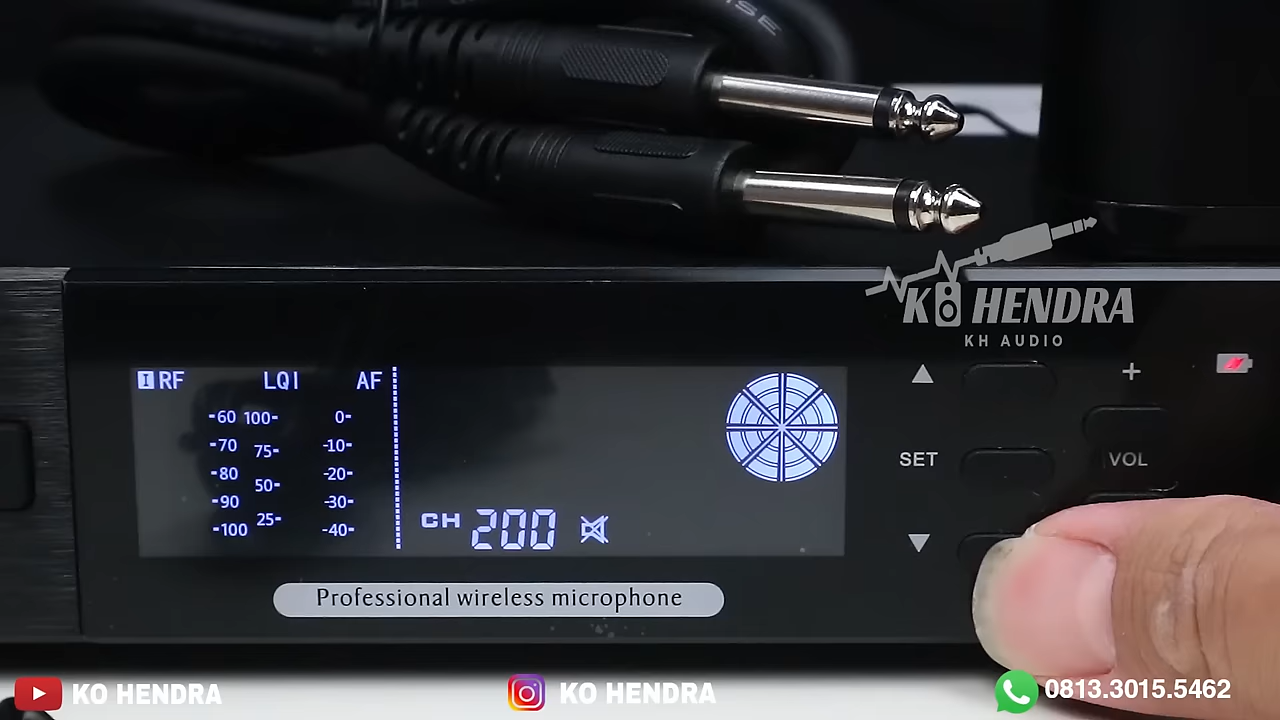 KO HENDRA
KH AUDIO
I RF LQI AF
-60 100- 0-
-70 75- -10-
-80 50- -20-
-90 25- -30-
-100 -40-
CH 200
SET
+
VOL
Professional wireless microphone
KO HENDRA
KO HENDRA
0813.3015.5462